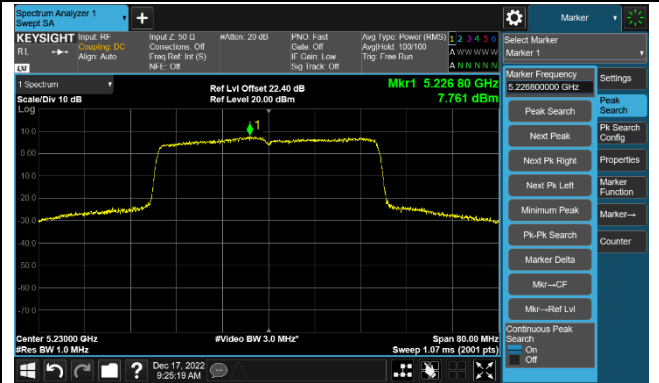 Spectrum Analyzer 1
Swept SA
Marker
KEYSIGHT
RL
LXI
Input: RF
Coupling: DC
Align: Auto
Input Z: 50 Ω
Corrections: Off
Freq Ref: Int (S)
NFE: Off
#Atten: 20 dB
PNO: Fast
Gate: Off
IF Gain: Low
Sig Track: Off
Avg Type: Power (RMS)
Avg|Hold: 100/100
Trig: Free Run
1 2 3 4 5 6
A W W W W W
A N N N N N
Select Marker
Marker 1
1 Spectrum
Scale/Div 10 dB
Log
Ref Lvl Offset 22.40 dB
Ref Level 20.00 dBm
Mkr1 5.226 80 GHz
7.761 dBm
1
10.0
0.00
-10.0
-20.0
-30.0
-40.0
-50.0
-60.0
-70.0
Center 5.23000 GHz
#Res BW 1.0 MHz
#Video BW 3.0 MHz*
Span 80.00 MHz
Sweep 1.07 ms (2001 pts)
Marker Frequency
5.226800000 GHz
Peak Search
Next Peak
Next Pk Right
Next Pk Left
Minimum Peak
Pk-Pk Search
Marker Delta
Mkr→CF
Mkr→Ref Lvl
Continuous Peak
Search
On
Off
Settings
Peak
Search
Pk Search
Config
Properties
Marker
Function
Marker→
Counter
Dec 17, 2022
9:25:19 AM